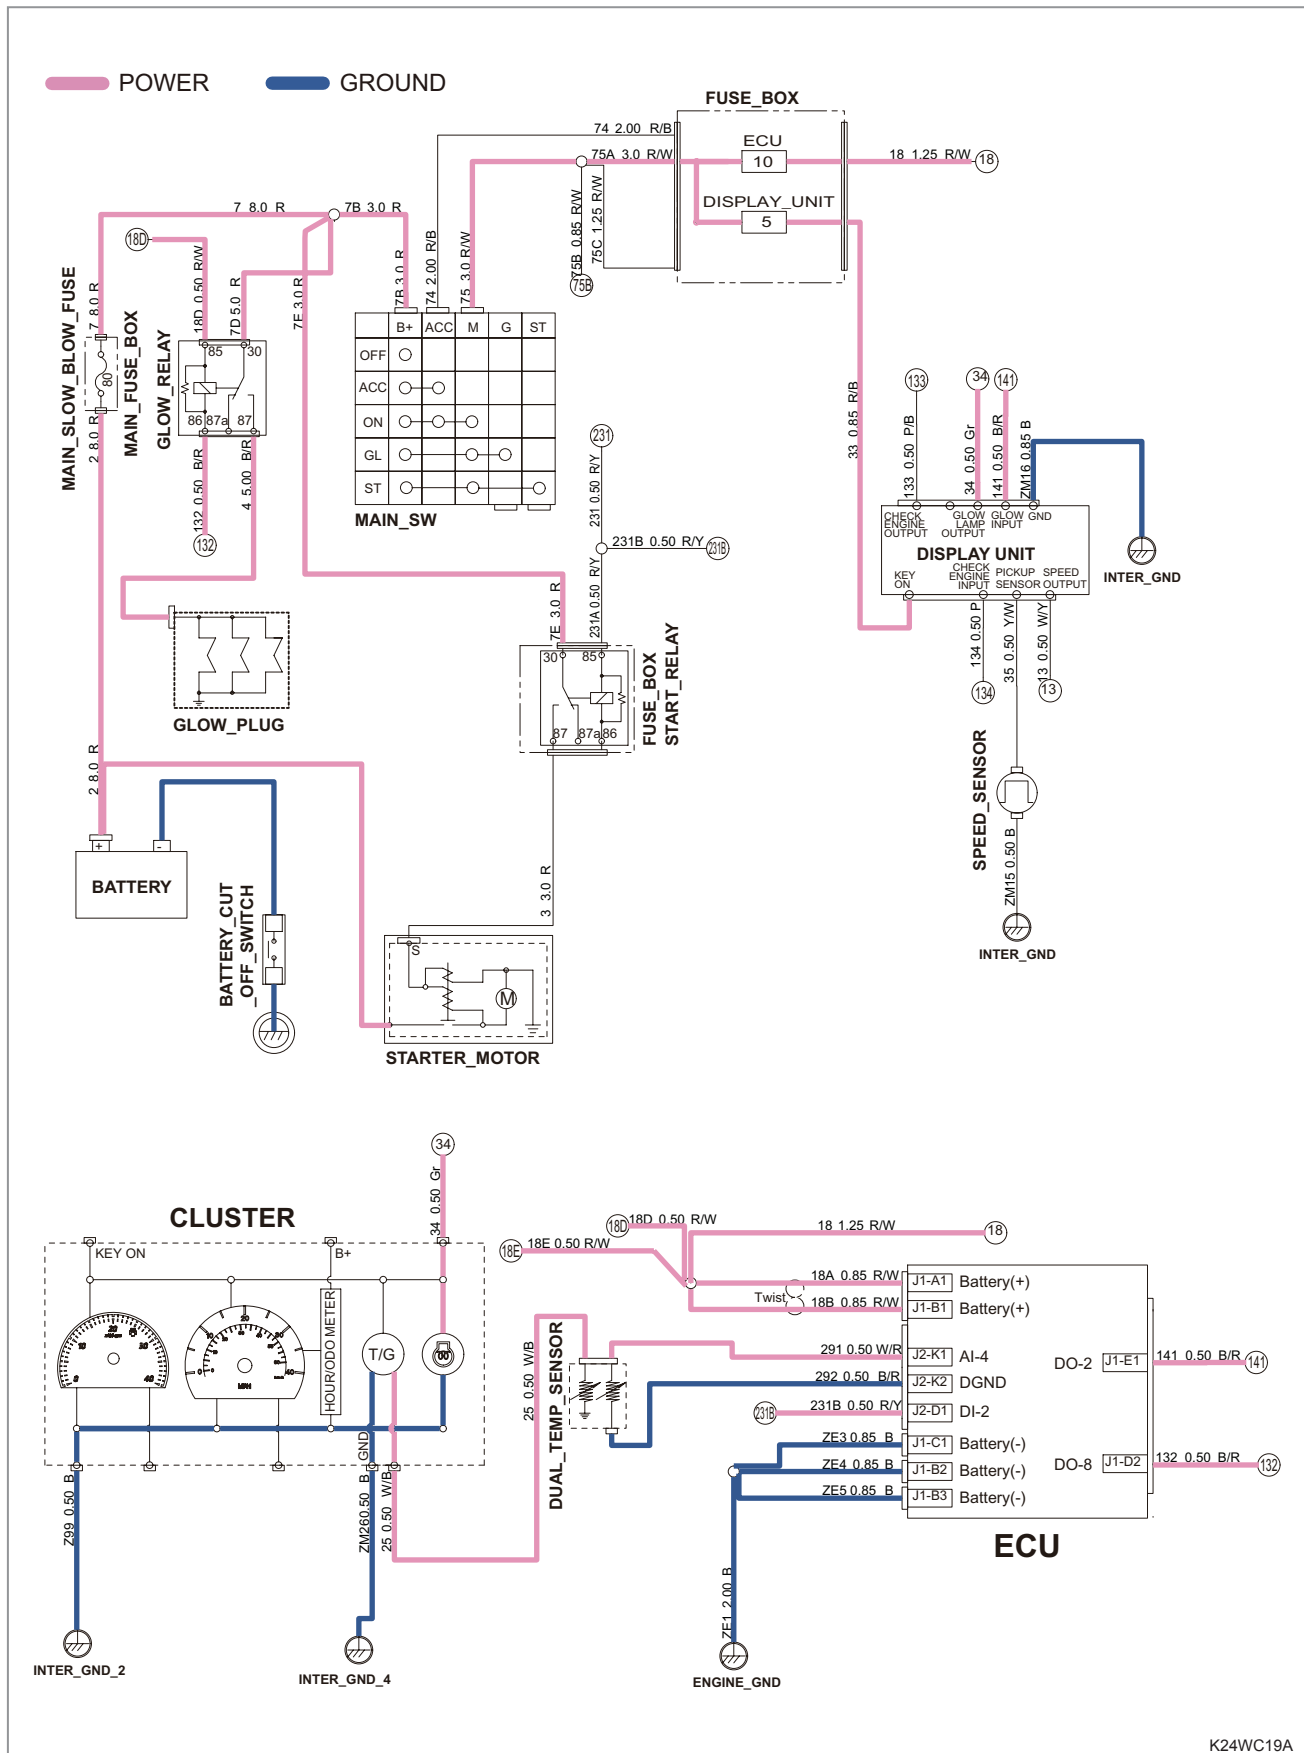 POWER
GROUND
FUSE_BOX
74 2.00 R/B
ECU
75A 3.0 R/W
10
18 1.25 R/W
18
DISPLAY_UNIT
5
75B 0.85 R/W
75C 1.25 R/W
75B
7 8.0 R
7B 3.0 R
18D
18D 0.50 R/W
7D 5.0 R
7E 3.0 R
7B 3.0 R
74 2.00 R/B
75 3.0 R/W
MAIN_SLOW_BLOW_FUSE
7 8.0 R
80
2 8.0 R
MAIN_FUSE_BOX
GLOW_RELAY
85
30
86
87a
87
132 0.50 B/R
4 5.00 B/R
132
B+ ACC M G ST
OFF
ACC
ON
GL
ST
MAIN_SW
231
231 0.50 R/Y
231B 0.50 R/Y
231B
7E 3.0 R
231A 0.50 R/Y
30
85
87
87a
86
FUSE_BOX
START_RELAY
33 0.85 R/B
133
34
141
133 0.50 P/B
34 0.50 Gr
141 0.50 B/R
ZM16 0.85 B
CHECK
ENGINE
OUTPUT
GLOW
LAMP
OUTPUT
GLOW
INPUT
GND
DISPLAY UNIT
KEY
ON
CHECK
ENGINE
INPUT
PICKUP
SENSOR
SPEED
OUTPUT
INTER_GND
134 0.50 P
35 0.50 Y/W
13 0.50 W/Y
134
13
SPEED_SENSOR
ZM15 0.50 B
INTER_GND
GLOW_PLUG
2 8.0 R
+
-
BATTERY
BATTERY_CUT
_OFF_SWITCH
3 3.0 R
S
M
STARTER_MOTOR
34
34 0.50 Gr
CLUSTER
KEY ON
B+
0
10
20
30
40
0
10
20
30
40
MPH
HOUR/ODO METER
T/G
GND
Z99 0.50 B
ZM26 0.50 B
25 0.50 W/B
INTER_GND_2
INTER_GND_4
18D
18D 0.50 R/W
18 1.25 R/W
18
18E
18E 0.50 R/W
18A 0.85 R/W
Twist
18B 0.85 R/W
25 0.50 W/B
DUAL_TEMP_SENSOR
291 0.50 W/R
292 0.50 B/R
231B
231B 0.50 R/Y
ZE3 0.85 B
ZE4 0.85 B
ZE5 0.85 B
ZE1 2.00 B
ENGINE_GND
J1-A1 Battery(+)
J1-B1 Battery(+)
J2-K1 AI-4
J2-K2 DGND
J2-D1 DI-2
J1-C1 Battery(-)
J1-B2 Battery(-)
J1-B3 Battery(-)
DO-2 J1-E1
141 0.50 B/R
141
DO-8 J1-D2
132 0.50 B/R
132
ECU
K24WC19A